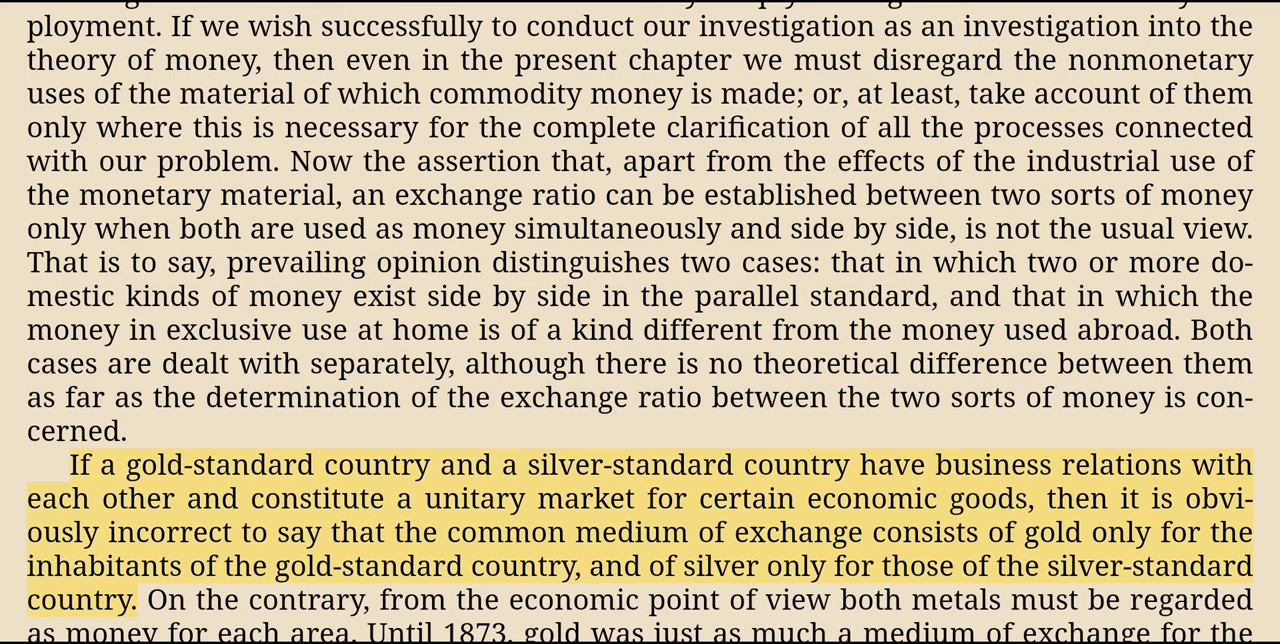 ployment. If we wish successfully to conduct our investigation as an investigation into the
theory of money, then even in the present chapter we must disregard the nonmonetary
uses of the material of which commodity money is made; or, at least, take account of them
only where this is necessary for the complete clarification of all the processes connected
with our problem. Now the assertion that, apart from the effects of the industrial use of
the monetary material, an exchange ratio can be established between two sorts of money
only when both are used as money simultaneously and side by side, is not the usual view.
That is to say, prevailing opinion distinguishes two cases: that in which two or more do-
mestic kinds of money exist side by side in the parallel standard, and that in which the
money in exclusive use at home is of a kind different from the money used abroad. Both
cases are dealt with separately, although there is no theoretical difference between them
as far as the determination of the exchange ratio between the two sorts of money is con-
cerned.
If a gold-standard country and a silver-standard country have business relations with
each other and constitute a unitary market for certain economic goods, then it is obvi-
ously incorrect to say that the common medium of exchange consists of gold only for the
inhabitants of the gold-standard country, and of silver only for those of the silver-standard
country. On the contrary, from the economic point of view both metals must be regarded
as money for each area. Until 1873, gold was just as much a medium of exchange for the